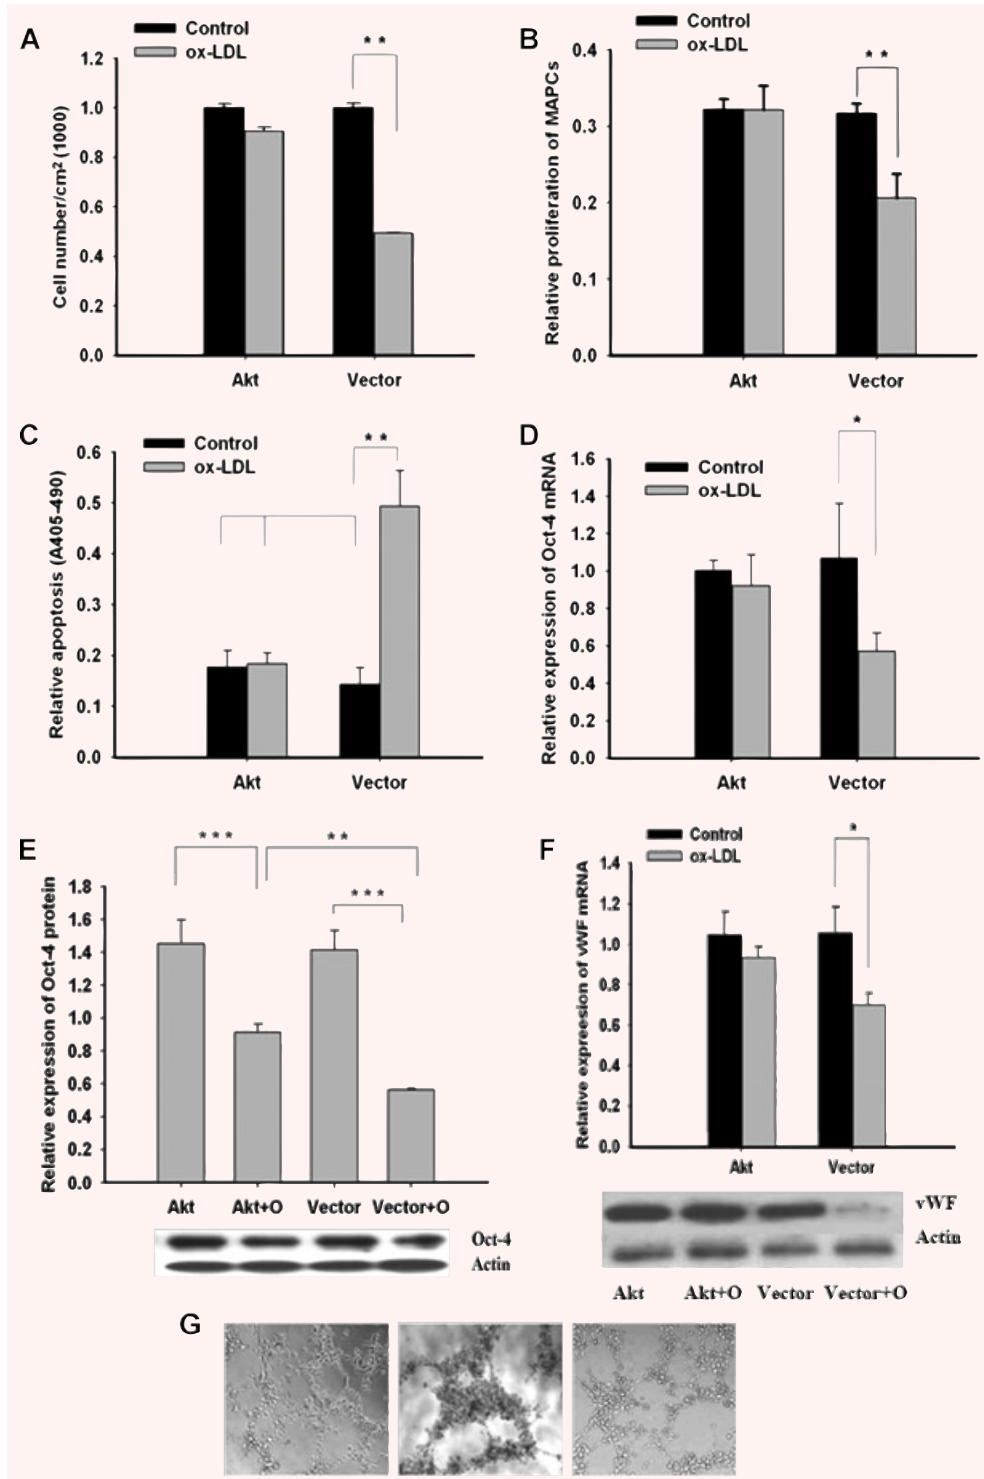 A
Control
ox-LDL
* *
Cell number/cm² (1000)
1.2
1.0
0.8
0.6
0.4
0.2
0.0
Akt
Vector
B
Control
ox-LDL
* *
Relative proliferation of MAPCs
0.4
0.3
0.2
0.1
0.0
Akt
Vector
C
Control
ox-LDL
* *
Relative apoptosis (A405-490)
0.6
0.5
0.4
0.3
0.2
0.1
0.0
Akt
Vector
D
Control
ox-LDL
*
Relative expression of Oct-4 mRNA
1.6
1.4
1.2
1.0
0.8
0.6
0.4
0.2
0.0
Akt
Vector
E
* * *
* *
* * *
Relative expression of Oct-4 protein
1.8
1.6
1.4
1.2
1.0
0.8
0.6
0.4
0.2
0.0
Akt
Akt+O
Vector
Vector+O
Oct-4
Actin
F
Control
ox-LDL
*
Relative expreesion of vWF mRNA
1.4
1.2
1.0
0.8
0.6
0.4
0.2
0.0
Akt
Vector
vWF
Actin
Akt
Akt+O
Vector
Vector+O
G